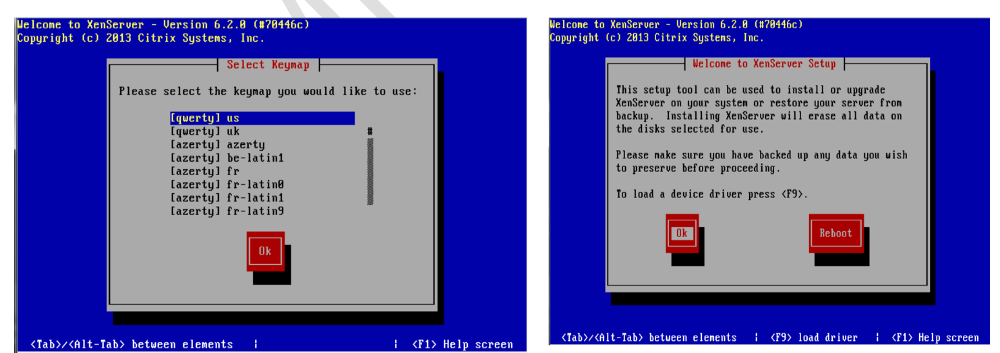 Welcome to XenServer - Version 6.2.0 (#70446c)
Copyright (c) 2013 Citrix Systems, Inc.
Select Keymap
Please select the keymap you would like to use:
[qwerty] us
[qwerty] uk
[azerty] azerty
[azerty] be-latin1
[azerty] fr
[azerty] fr-latin0
[azerty] fr-latin1
[azerty] fr-latin9
Ok
<Tab>/<Alt-Tab> between elements | | <F1> Help screen
Welcome to XenServer - Version 6.2.0 (#70446c)
Copyright (c) 2013 Citrix Systems, Inc.
Welcome to XenServer Setup
This setup tool can be used to install or upgrade
XenServer on your system or restore your server from
backup. Installing XenServer will erase all data on
the disks selected for use.
Please make sure you have backed up any data you wish
to preserve before proceeding.
To load a device driver press <F9>.
Ok Reboot
<Tab>/<Alt-Tab> between elements | <F9> load driver | <F1> Help screen